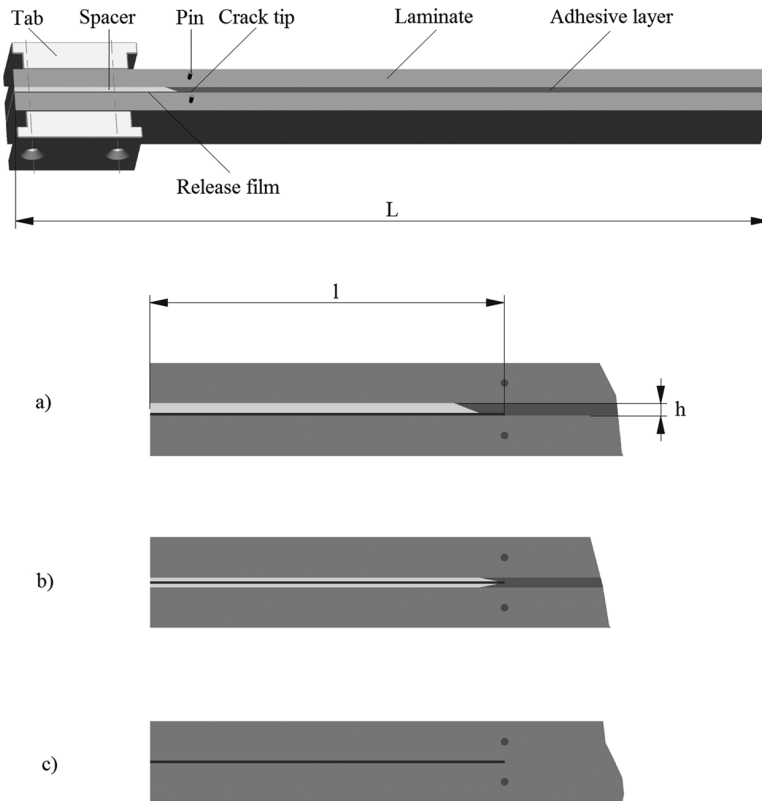 Tab
Spacer
Pin
Crack tip
Laminate
Adhesive layer
Release film
L
l
a)
h
b)
c)